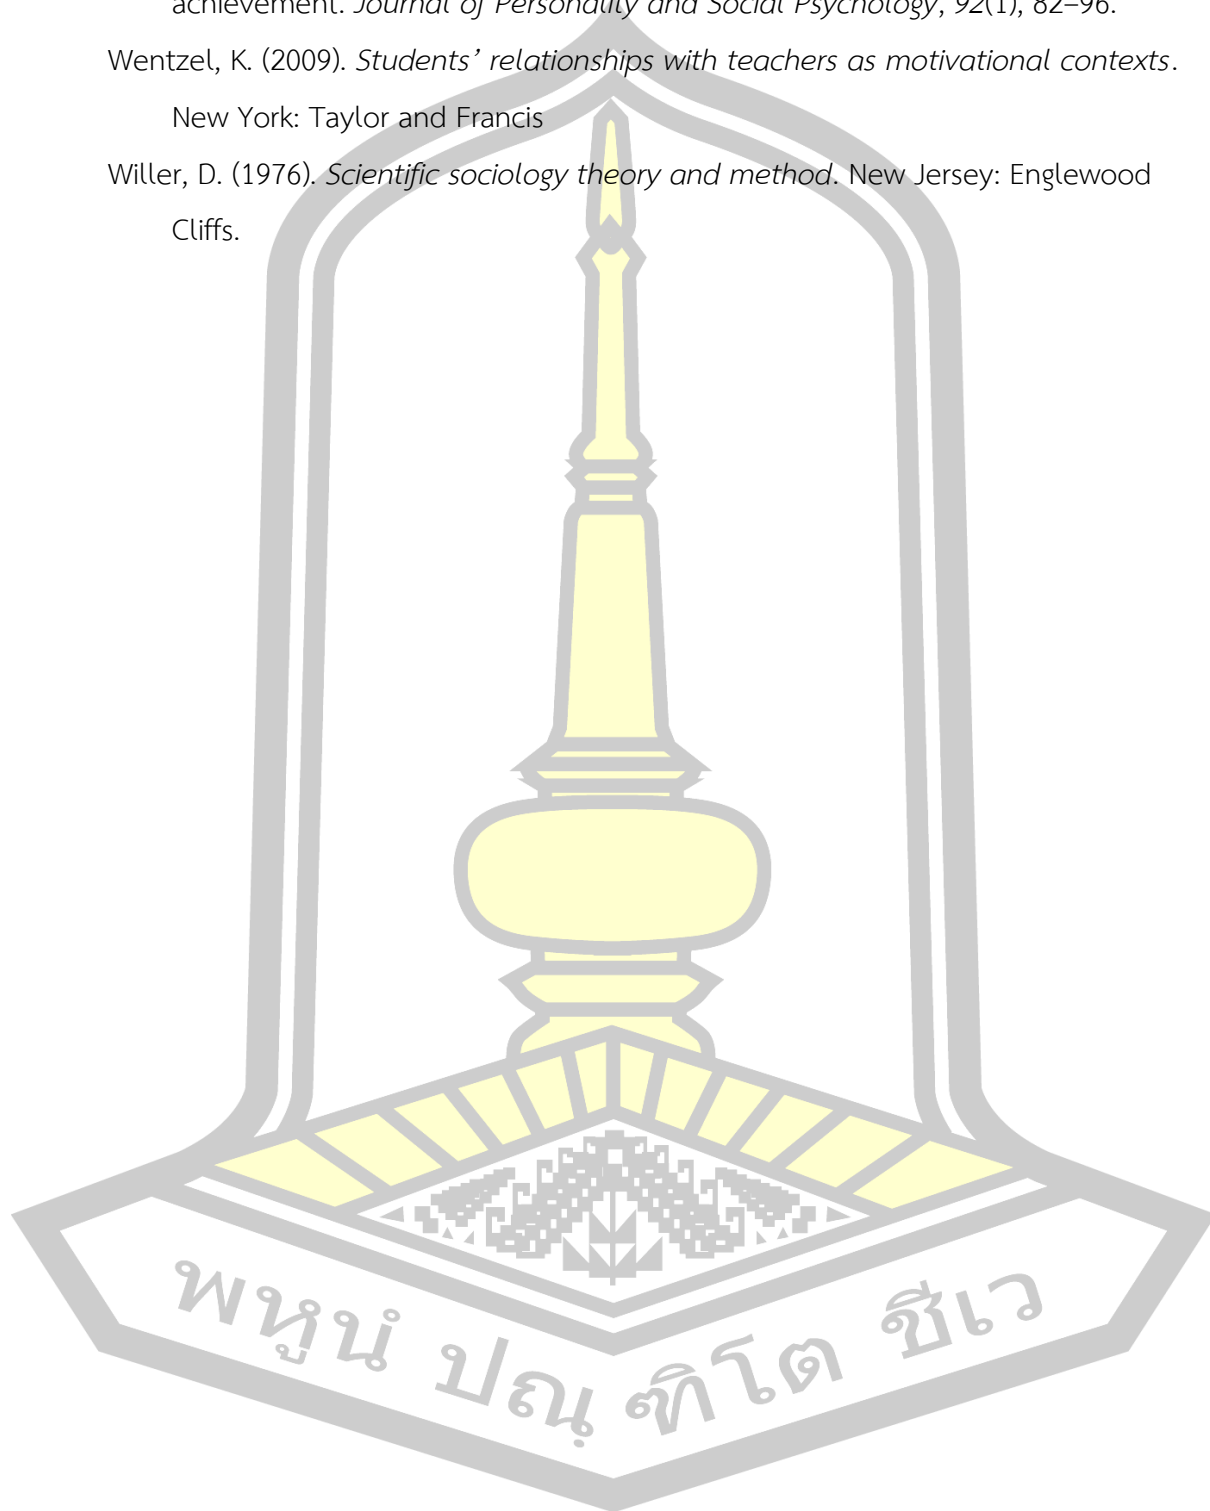 achievement. Journal of Personality and Social Psychology, 92(1), 82–96.
Wentzel, K. (2009). Students’ relationships with teachers as motivational contexts.
New York: Taylor and Francis
Willer, D. (1976). Scientific sociology theory and method. New Jersey: Englewood
Cliffs.
พหูนํ ปณฺฑิโต ชีเว